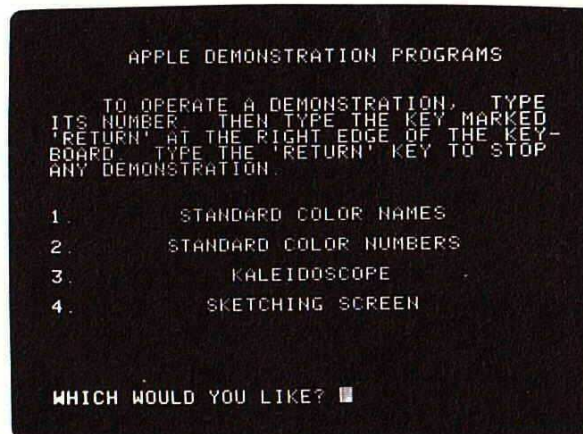 APPLE DEMONSTRATION PROGRAMS
TO OPERATE A DEMONSTRATION, TYPE
ITS NUMBER. THEN TYPE THE KEY MARKED
'RETURN' AT THE RIGHT EDGE OF THE KEY-
BOARD. TYPE THE 'RETURN' KEY TO STOP
ANY DEMONSTRATION.
1. STANDARD COLOR NAMES
2. STANDARD COLOR NUMBERS
3. KALEIDOSCOPE
4. SKETCHING SCREEN
WHICH WOULD YOU LIKE?